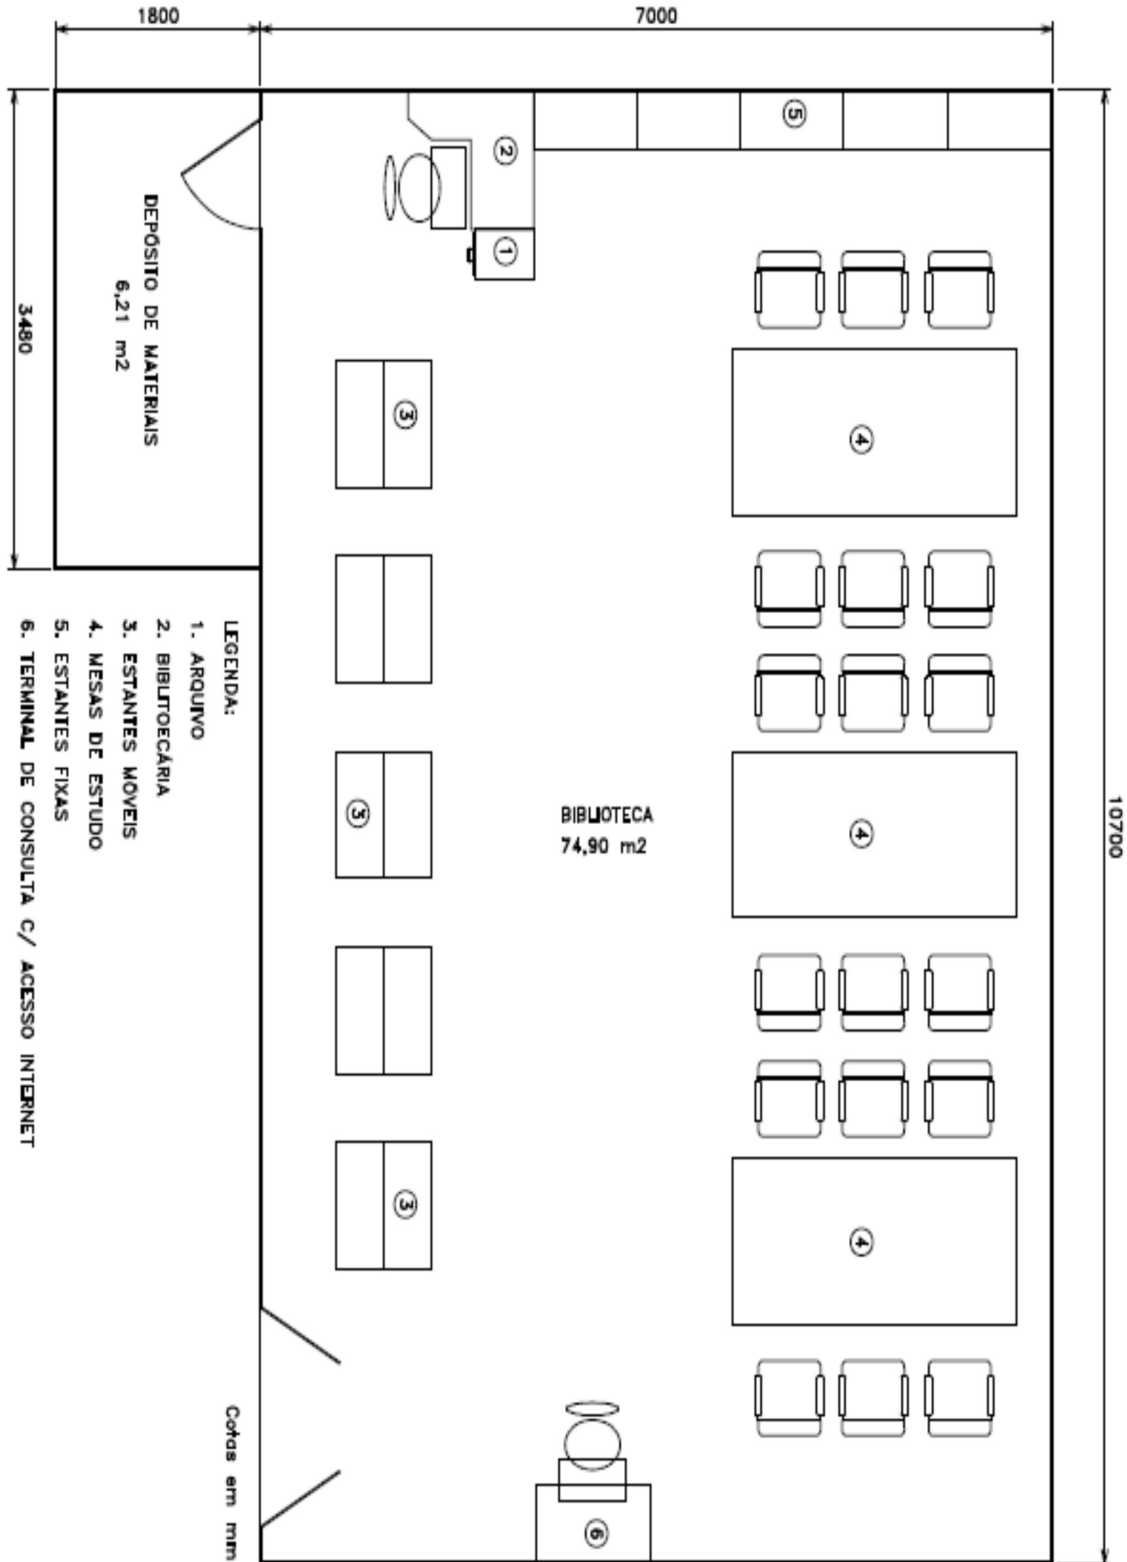 1800
7000
5
2
1
DEPÓSITO DE MATERIAIS
6,21 m2
3480
3
4
10700
BIBLIOTECA
74,90 m2
3
4
3
4
6
LEGENDA:
1. ARQUIVO
2. BIBLITOECÁRIA
3. ESTANTES MÓVEIS
4. MESAS DE ESTUDO
5. ESTANTES FIXAS
6. TERMINAL DE CONSULTA C/ ACESSO INTERNET
Cotas em mm